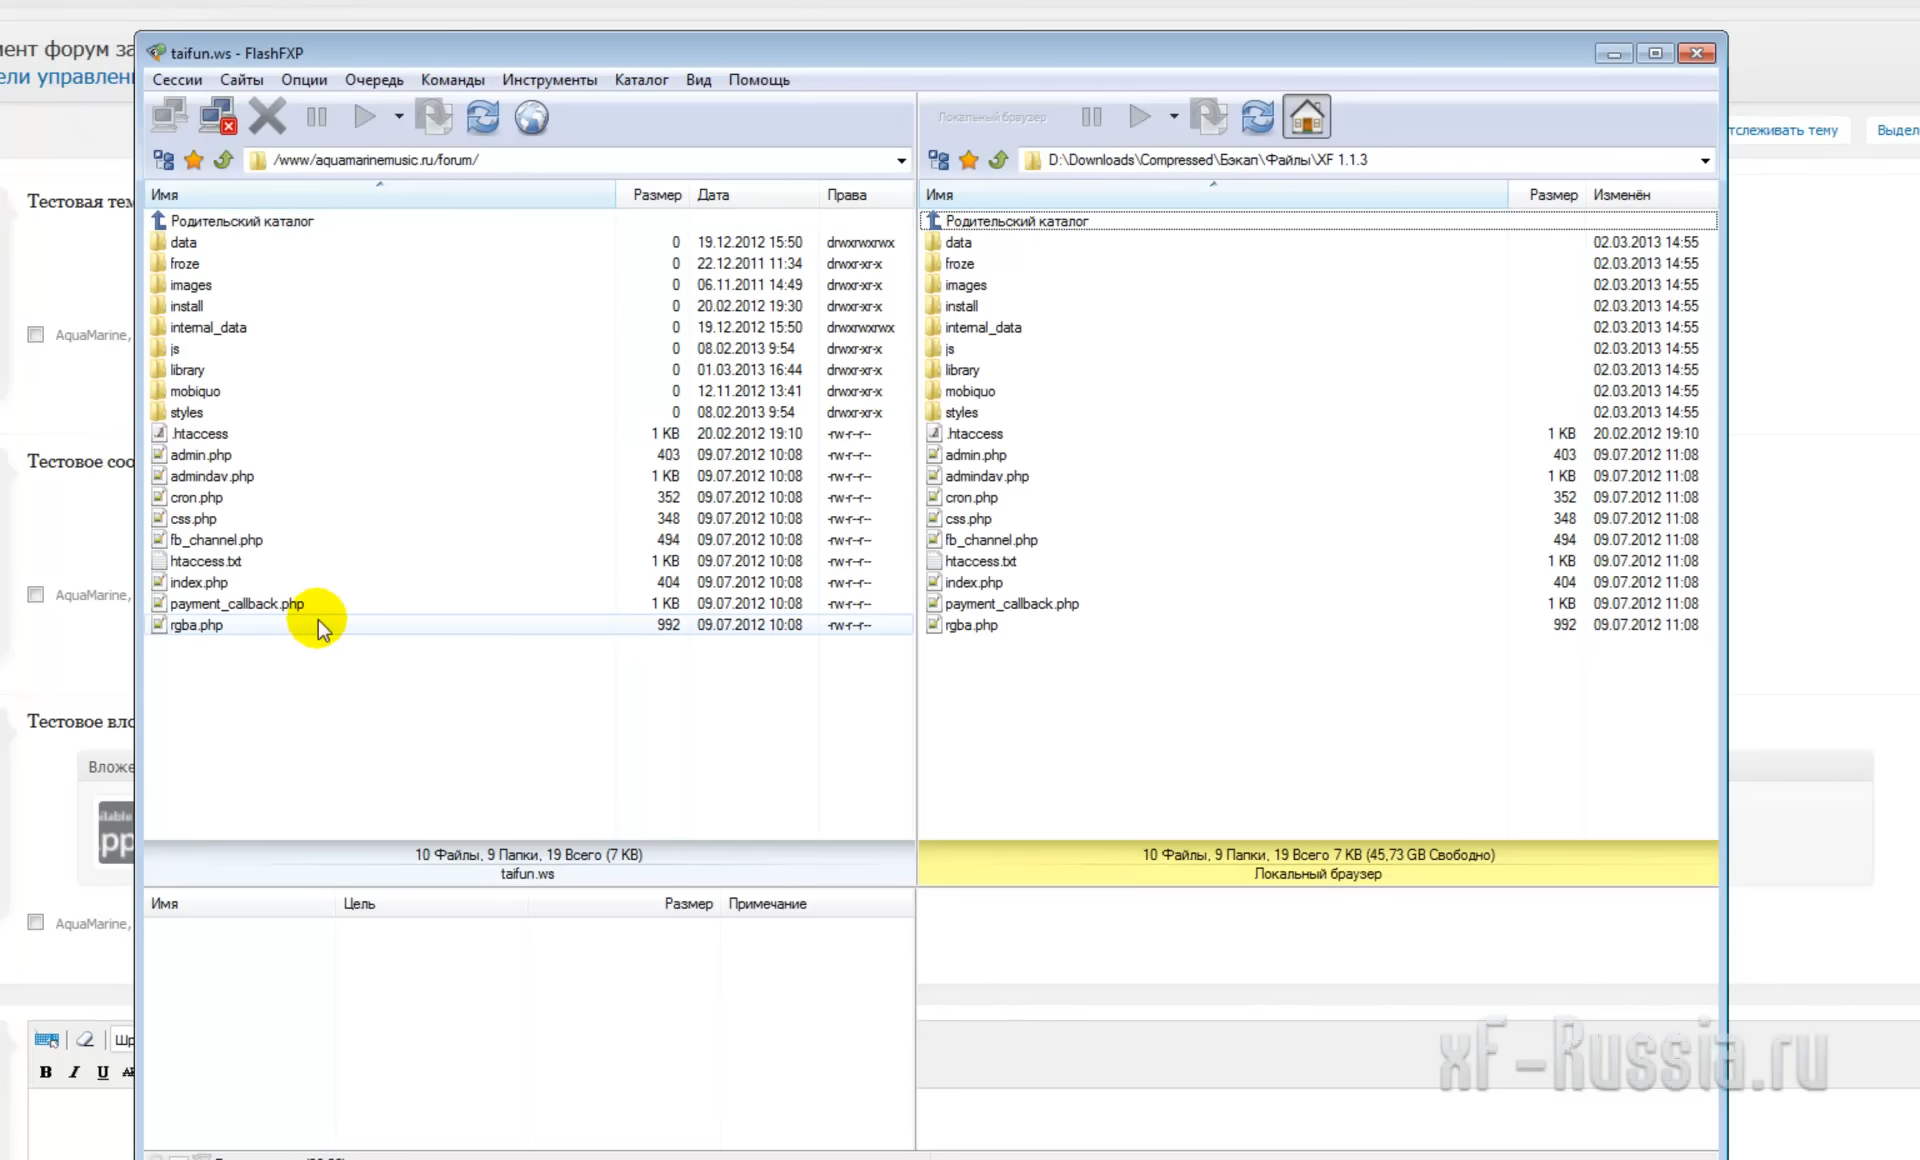 taifun.ws - FlashFXP
мент форум за
ели управлен
Сессии Сайты Опции Очередь Команды Инструменты Каталог Вид Помощь
Локальный браузер
тслеживать тему
Выдел
/www/aquamarinemusic.ru/forum/
D:\Downloads\Compressed\Бэкап\Файлы\XF 1.1.3
Имя Размер Дата Права
Имя Размер Изменён
Родительский каталог
data 0 19.12.2012 15:50 drwxrwxrwx
froze 0 22.12.2011 11:34 drwxr-xr-x
images 0 06.11.2011 14:49 drwxr-xr-x
install 0 20.02.2012 19:30 drwxr-xr-x
internal_data 0 19.12.2012 15:50 drwxrwxrwx
js 0 08.02.2013 9:54 drwxr-xr-x
library 0 01.03.2013 16:44 drwxr-xr-x
mobiquo 0 12.11.2012 13:41 drwxr-xr-x
styles 0 08.02.2013 9:54 drwxr-xr-x
.htaccess 1 KB 20.02.2012 19:10 -rw-r--r--
admin.php 403 09.07.2012 10:08 -rw-r--r--
admindav.php 1 KB 09.07.2012 10:08 -rw-r--r--
cron.php 352 09.07.2012 10:08 -rw-r--r--
css.php 348 09.07.2012 10:08 -rw-r--r--
fb_channel.php 494 09.07.2012 10:08 -rw-r--r--
htaccess.txt 1 KB 09.07.2012 10:08 -rw-r--r--
index.php 404 09.07.2012 10:08 -rw-r--r--
payment_callback.php 1 KB 09.07.2012 10:08 -rw-r--r--
rgba.php 992 09.07.2012 10:08 -rw-r--r--
Родительский каталог
data 02.03.2013 14:55
froze 02.03.2013 14:55
images 02.03.2013 14:55
install 02.03.2013 14:55
internal_data 02.03.2013 14:55
js 02.03.2013 14:55
library 02.03.2013 14:55
mobiquo 02.03.2013 14:55
styles 02.03.2013 14:55
.htaccess 1 KB 20.02.2012 19:10
admin.php 403 09.07.2012 11:08
admindav.php 1 KB 09.07.2012 11:08
cron.php 352 09.07.2012 11:08
css.php 348 09.07.2012 11:08
fb_channel.php 494 09.07.2012 11:08
htaccess.txt 1 KB 09.07.2012 11:08
index.php 404 09.07.2012 11:08
payment_callback.php 1 KB 09.07.2012 11:08
rgba.php 992 09.07.2012 11:08
Тестовая тем
AquaMarine,
Тестовое соо
AquaMarine,
Тестовое вло
Вложе
ilable
pp
AquaMarine,
10 Файлы, 9 Папки, 19 Всего (7 KB)
taifun.ws
10 Файлы, 9 Папки, 19 Всего 7 KB (45,73 GB Свободно)
Локальный браузер
Имя Цель Размер Примечание
Шр
B I U
xF-Russia.ru